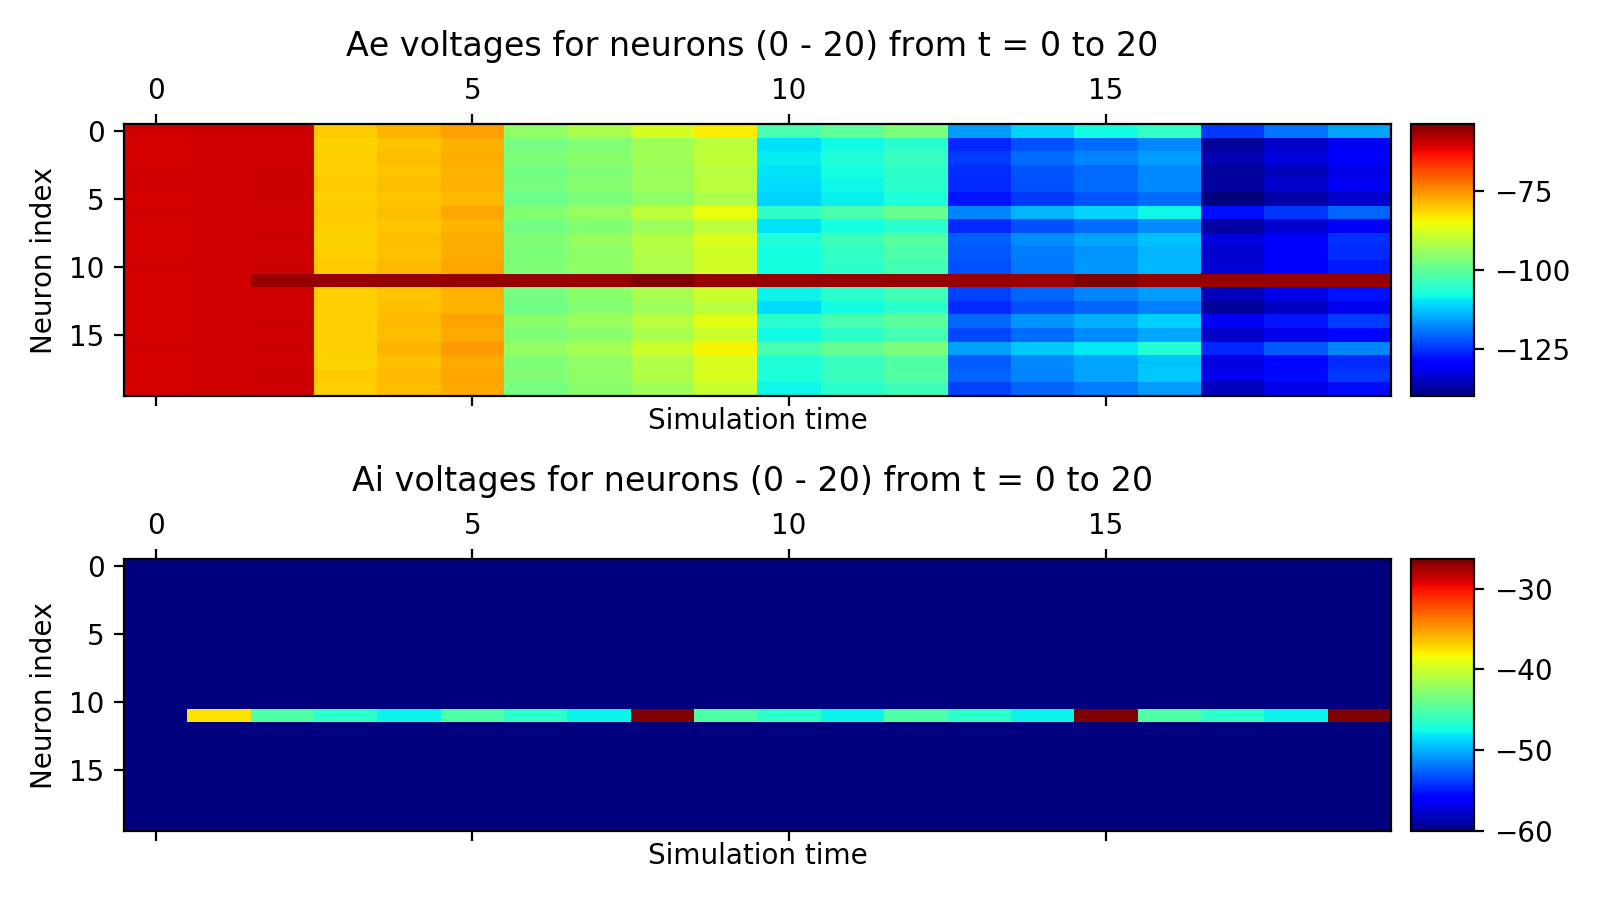 Ae voltages for neurons (0 - 20) from t = 0 to 20
0 5 10 15
Neuron index
0
5
10
15
Simulation time
−75
−100
−125
Ai voltages for neurons (0 - 20) from t = 0 to 20
0 5 10 15
Neuron index
0
5
10
15
Simulation time
−30
−40
−50
−60